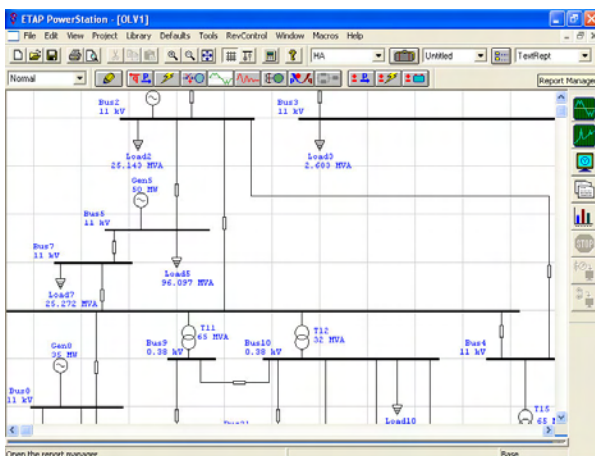 ETAP PowerStation - [OLV1]
File Edit View Project Library Defaults Tools RevControl Window Macros Help
HA
Untitled
TextRept
Normal
Report Manager
Bus2
11 kV
Bus3
11 kV
Load2
25.143 MVA
Load3
2.603 MVA
Gen5
50 MW
Bus5
11 kV
Bus7
11 kV
Load5
96.097 MVA
Load7
25.272 MVA
T11
65 MVA
T12
32 MVA
Gen8
35 MW
Bus9
0.38 kV
Bus10
0.38 kV
Bus4
11 kV
11 kV
Load10
T15
STOP
Open the report manager
Base